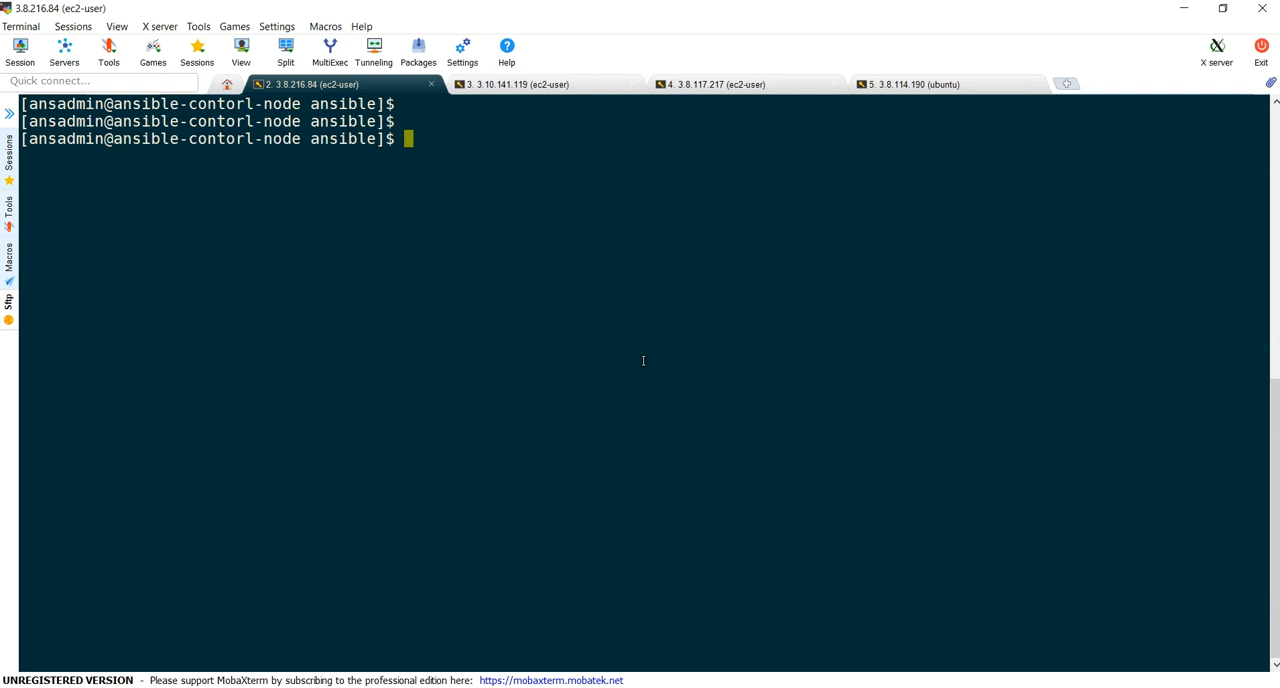 3.8.216.84 (ec2-user)
Terminal Sessions View X server Tools Games Settings Macros Help
Session Servers Tools Games Sessions View Split MultiExec Tunneling Packages Settings Help X server Exit
Quick connect... 2. 3.8.216.84 (ec2-user) 3. 3.10.141.119 (ec2-user) 4. 3.8.117.217 (ec2-user) 5. 3.8.114.190 (ubuntu)
[ansadmin@ansible-contorl-node ansible]$
[ansadmin@ansible-contorl-node ansible]$
[ansadmin@ansible-contorl-node ansible]$
Sessions
Tools
Macros
Sftp
UNREGISTERED VERSION - Please support MobaXterm by subscribing to the professional edition here: https://mobaxterm.mobatek.net